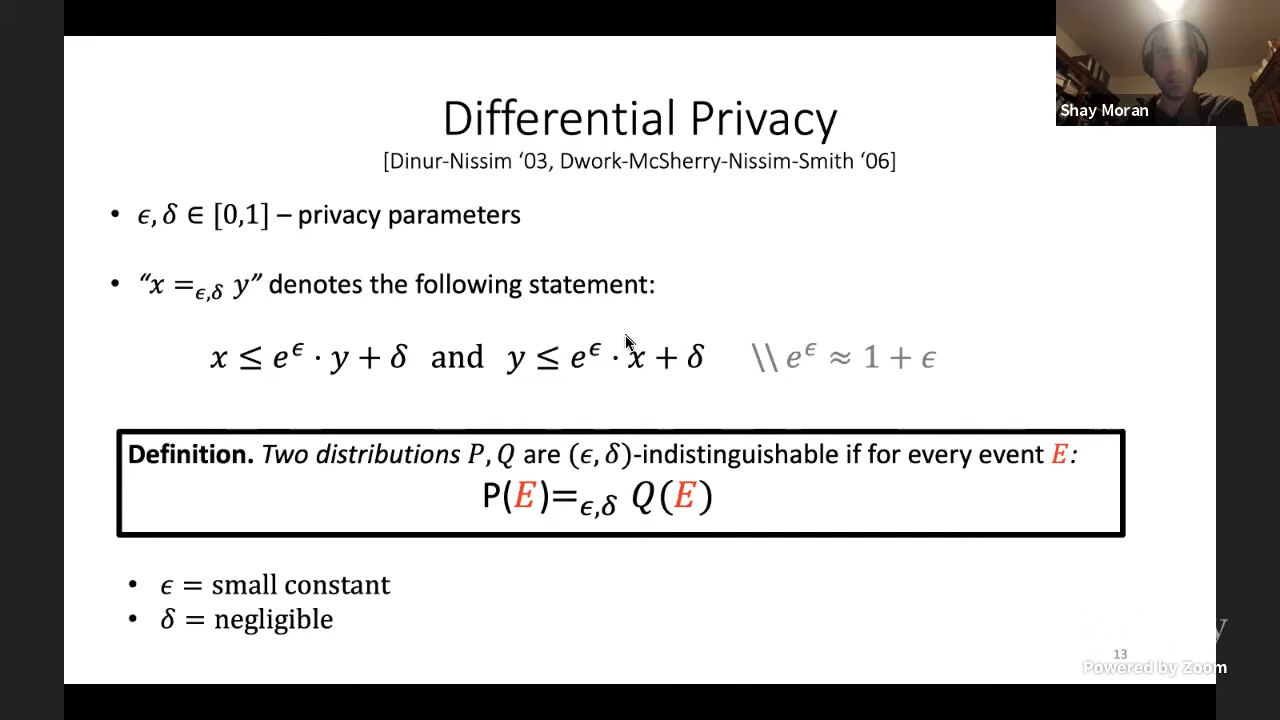 Differential Privacy
[Dinur-Nissim ‘03, Dwork-McSherry-Nissim-Smith ‘06]
Shay Moran
• ϵ, δ ∈ [0,1] – privacy parameters
• “x =ϵ,δ y” denotes the following statement:
x ≤ e^ϵ · y + δ and y ≤ e^ϵ · x + δ \\ e^ϵ ≈ 1 + ϵ
Definition. Two distributions P, Q are (ϵ, δ)-indistinguishable if for every event E:
P(E)=ϵ,δ Q(E)
• ϵ = small constant
• δ = negligible
y
13
Powered by Zoom